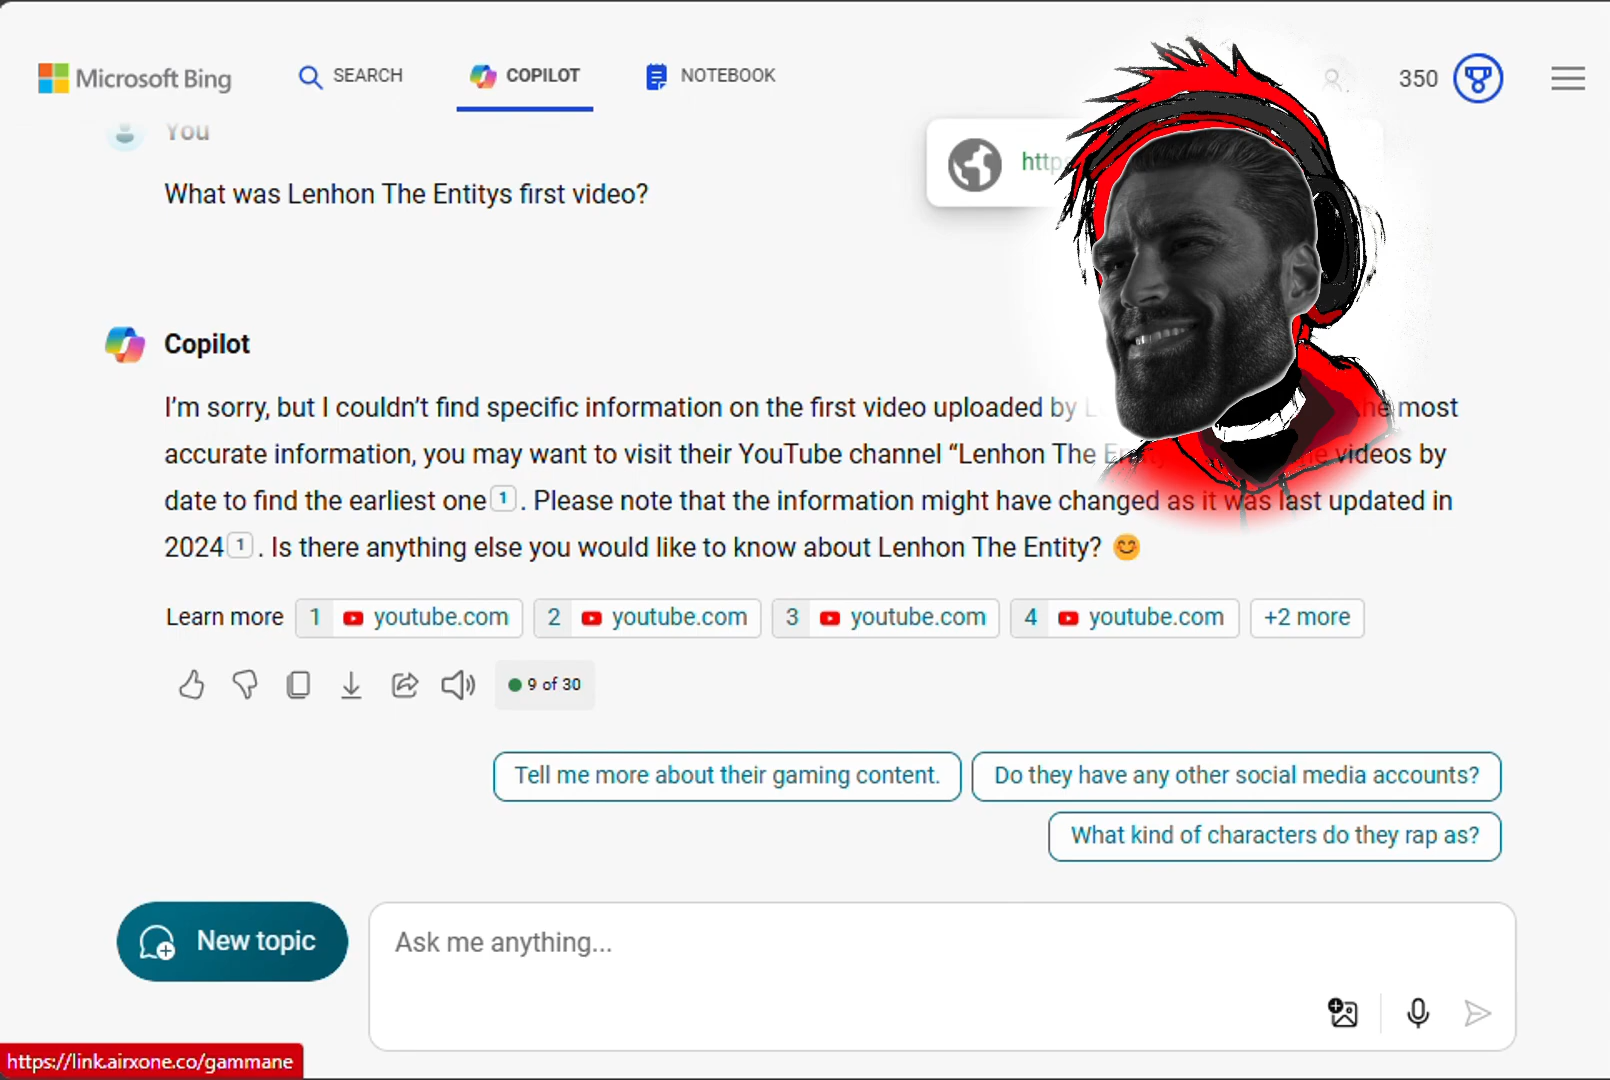 Microsoft Bing
SEARCH
COPILOT
NOTEBOOK
350
You
http
What was Lenhon The Entitys first video?
Copilot
I'm sorry, but I couldn't find specific information on the first video uploaded by L he most
accurate information, you may want to visit their YouTube channel “Lenhon The E e videos by
date to find the earliest one 1 . Please note that the information might have changed as it was last updated in
2024 1 . Is there anything else you would like to know about Lenhon The Entity? 😊
Learn more 1 youtube.com 2 youtube.com 3 youtube.com 4 youtube.com +2 more
9 of 30
Tell me more about their gaming content. Do they have any other social media accounts?
What kind of characters do they rap as?
New topic
Ask me anything...
https://link.airxone.co/gammane